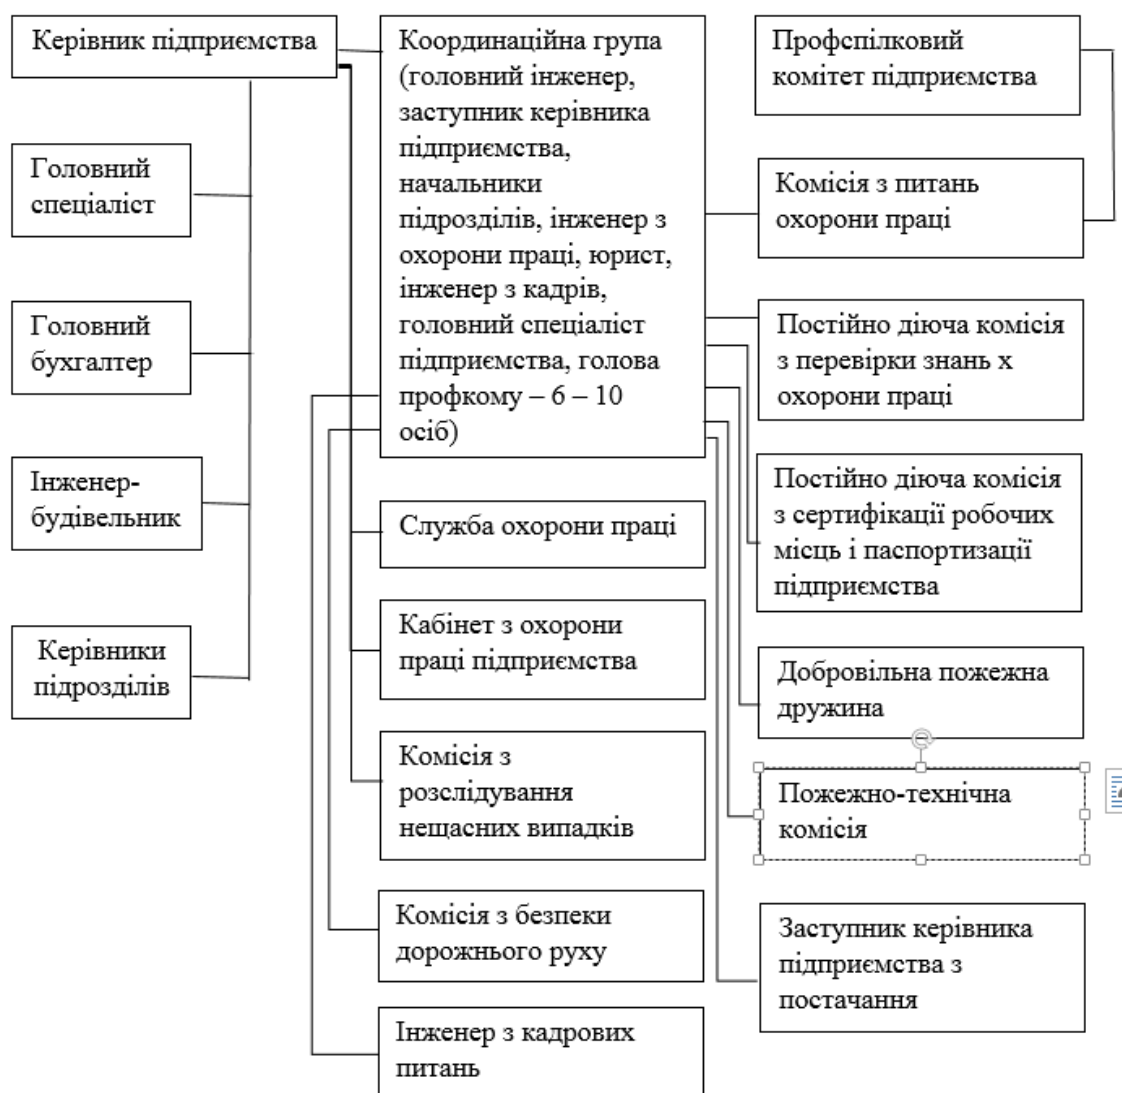 Керівник підприємства
Головний
спеціаліст
Головний
бухгалтер
Інженер-
будівельник
Керівники
підрозділів
Координаційна група
(головний інженер,
заступник керівника
підприємства,
начальники
підрозділів, інженер з
охорони праці, юрист,
інженер з кадрів,
головний спеціаліст
підприємства, голова
профкому – 6 – 10
осіб)
Служба охорони праці
Кабінет з охорони
праці підприємства
Комісія з
розслідування
нещасних випадків
Комісія з безпеки
дорожнього руху
Інженер з кадрових
питань
Профспілковий
комітет підприємства
Комісія з питань
охорони праці
Постійно діюча комісія
з перевірки знань х
охорони праці
Постійно діюча комісія
з сертифікації робочих
місць і паспортизації
підприємства
Добровільна пожежна
дружина
Пожежно-технічна
комісія
Заступник керівника
підприємства з
постачання